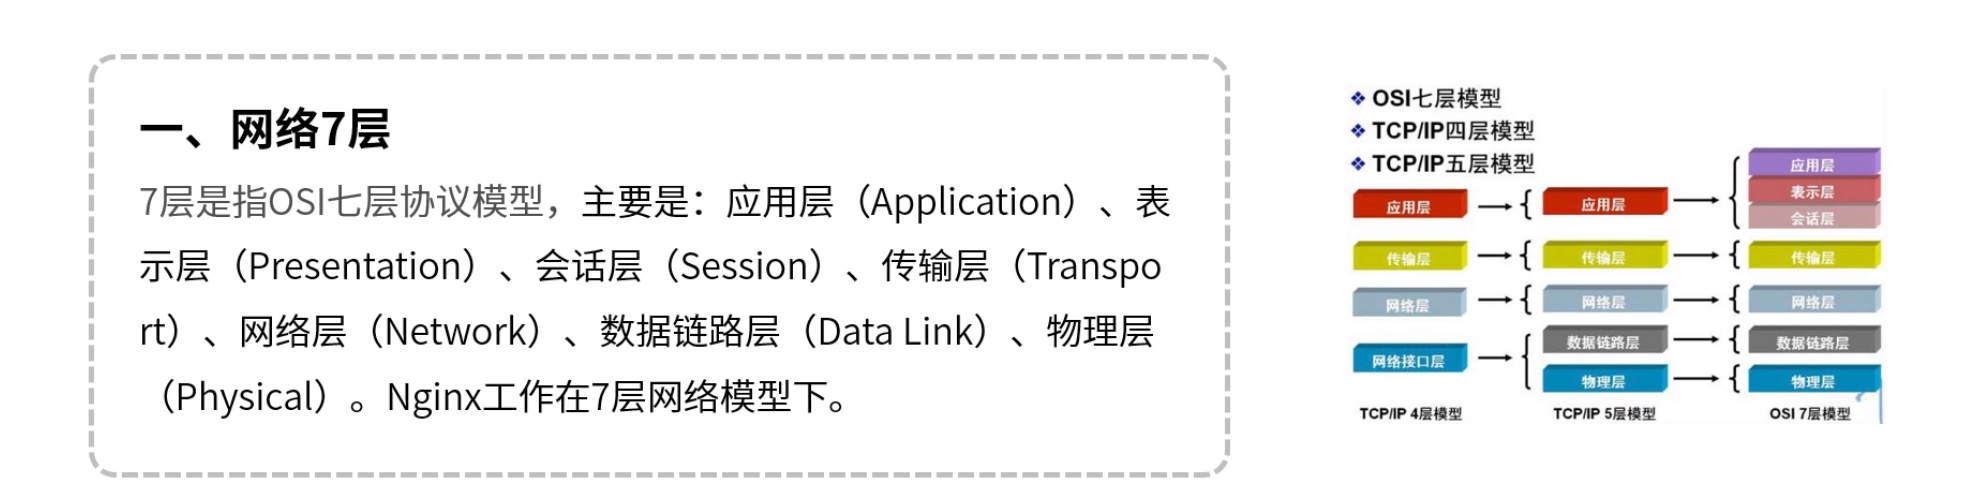 一、网络7层
7层是指OSI七层协议模型，主要是：应用层（Application）、表
示层（Presentation）、会话层（Session）、传输层（Transpo
rt）、网络层（Network）、数据链路层（Data Link）、物理层
（Physical）。Nginx工作在7层网络模型下。
❖ OSI七层模型
❖ TCP/IP四层模型
❖ TCP/IP五层模型
应用层
传输层
网络层
网络接口层
TCP/IP 4层模型
应用层
传输层
网络层
数据链路层
物理层
TCP/IP 5层模型
应用层
表示层
会话层
传输层
网络层
数据链路层
物理层
OSI 7层模型